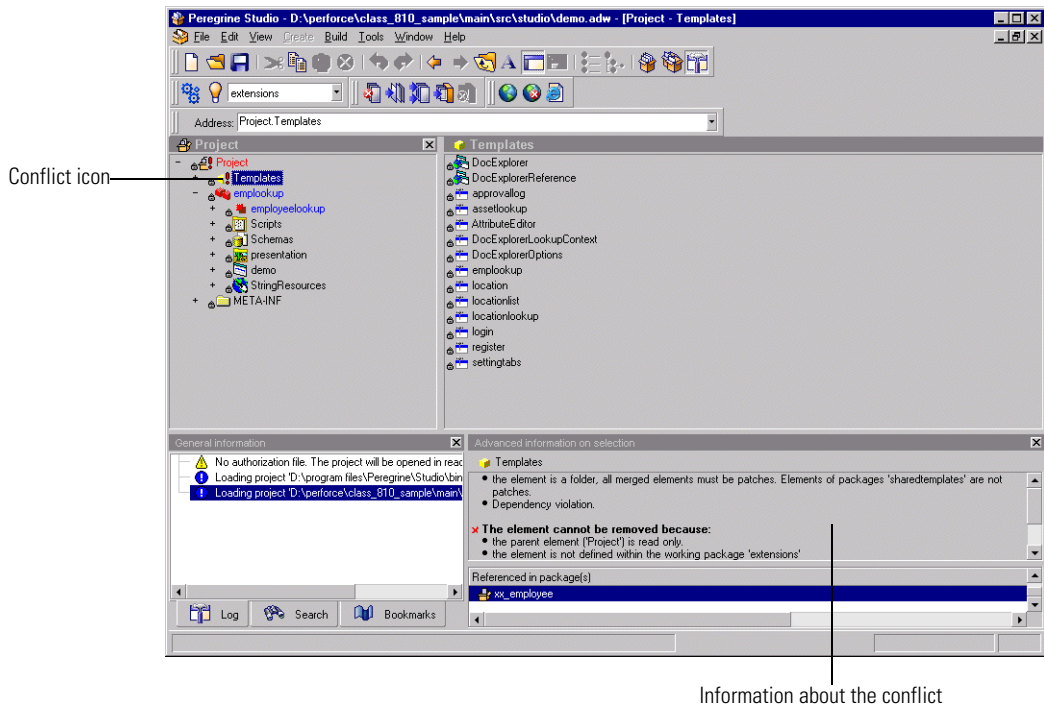 Peregrine Studio - D:\perforce\class_810_sample\main\src\studio\demo.adw - [Project - Templates]
File Edit View Create Build Tools Window Help
extensions
Address: Project.Templates
Project
Templates
Conflict icon
Project
Templates
emplookup
employeelookup
Scripts
Schemas
presentation
demo
StringResources
META-INF
DocExplorer
DocExplorerReference
approvallog
assetlookup
AttributeEditor
DocExplorerLookupContext
DocExplorerOptions
emplookup
location
locationlist
locationlookup
login
register
settingtabs
General information
No authorization file. The project will be opened in reac
Loading project 'D:\program files\Peregrine\Studio\bin
Loading project 'D:\perforce\class_810_sample\main\
Log Search Bookmarks
Advanced information on selection
Templates
• the element is a folder, all merged elements must be patches. Elements of packages 'sharedtemplates' are not
patches.
• Dependency violation.
The element cannot be removed because:
• the parent element ('Project') is read only.
• the element is not defined within the working package 'extensions'
Referenced in package(s)
xx_employee
Information about the conflict